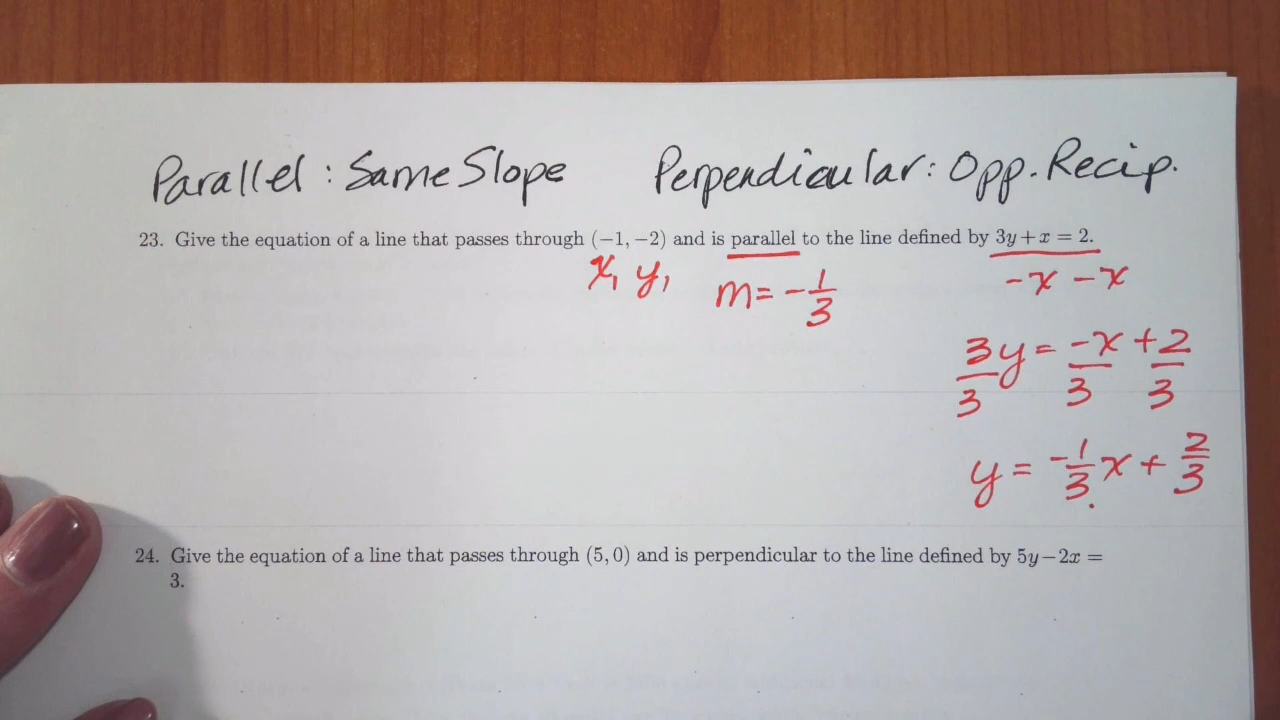 Parallel : Same Slope Perpendicular: Opp. Recip.
23. Give the equation of a line that passes through (−1, −2) and is parallel to the line defined by 3y + x = 2.
x₁ y₁ m = -1/3 -x -x
3y/3 = -x/3 + 2/3
y = -1/3 x + 2/3
24. Give the equation of a line that passes through (5, 0) and is perpendicular to the line defined by 5y − 2x =
3.